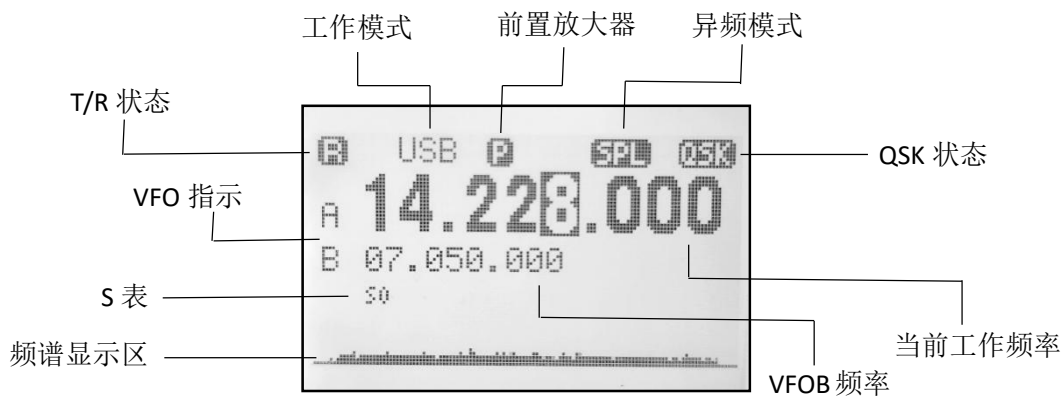 工作模式 前置放大器 异频模式
T/R 状态
R USB P SPL QSK
QSK 状态
VFO 指示
A 14.228.000
B 07.050.000
S表
S0
频谱显示区
当前工作频率
VFOB 频率